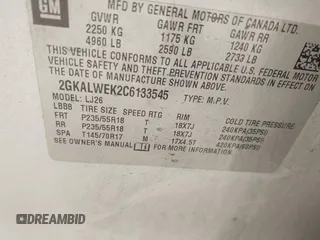 GM
MFD BY GENERAL MOTORS OF CANADA LTD.
GVWR GAWR FRT GAWR RR
2250 KG 1175 KG 1240 KG
4960 LB 2590 LB 2733 LB
THIS VEHICLE CONFORMS TO ALL APPLICABLE U.S. FEDERAL MOTOR
VEHICLE SAFETY AND THEFT PREVENTION STANDARDS IN EFFECT ON THE DATE OF
MANUFACTURE SHOWN ABOVE.
2GKALWEK2C6133545 TYPE: M.P.V.
MODEL: LJ26
LBBB TIRE SIZE SPEED RTG RIM COLD TIRE PRESSURE
FRT P235/55R18 T 18X7J 240KPA(35PSI)
RR P235/55R18 T 18X7J 240KPA(35PSI)
SPA T145/70R17 M 17X4.5T 420KPA(60PSI)
SEE OWNER'S MANUAL
DREAMBID